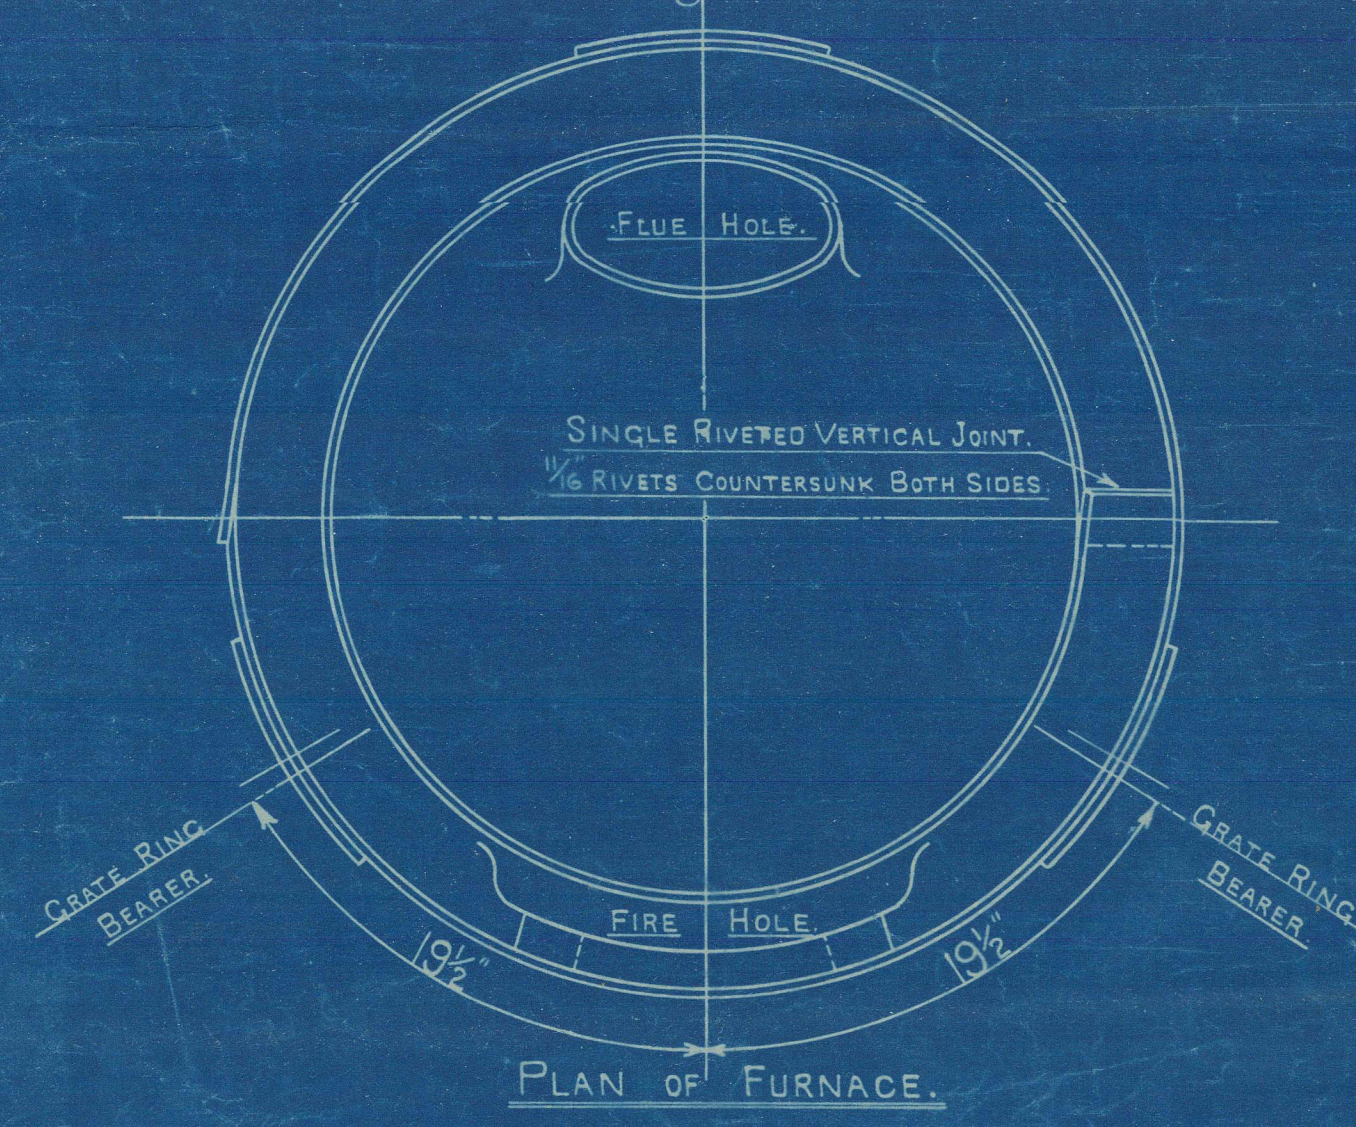 FLUE HOLE.
SINGLE RIVETED VERTICAL JOINT.
11/16" RIVETS COUNTERSUNK BOTH SIDES.
GRATE RING
BEARER.
GRATE RING
BEARER.
FIRE HOLE.
19½"
19½"
PLAN OF FURNACE.